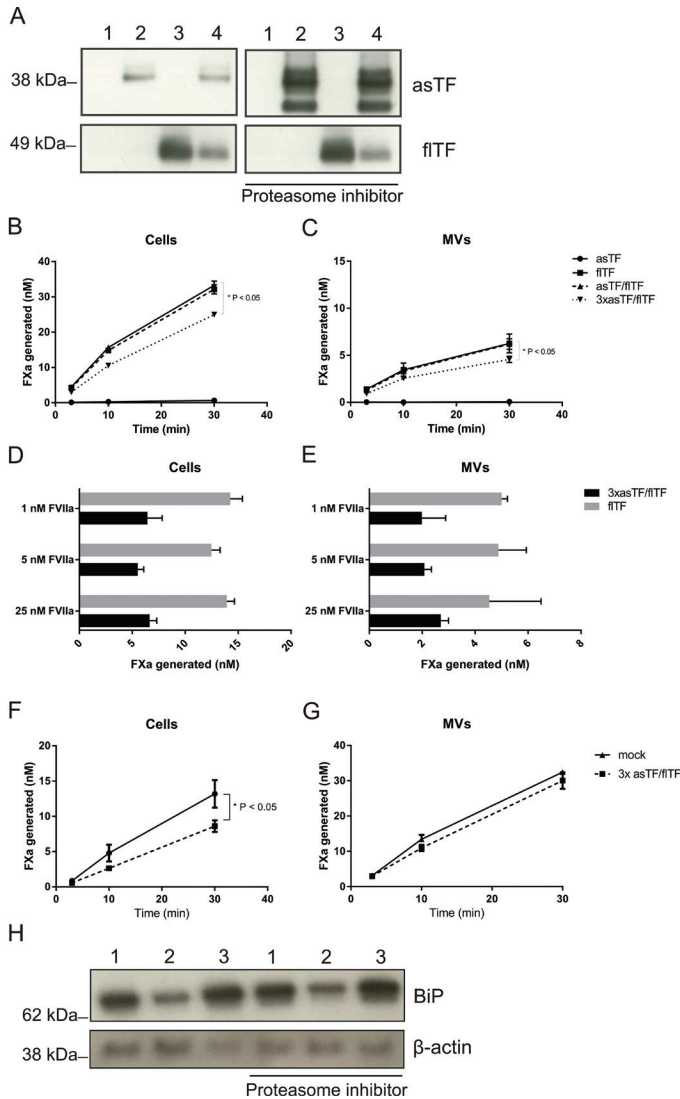 A
1 2 3 4 1 2 3 4
38 kDa
asTF
49 kDa
flTF
Proteasome inhibitor
B
Cells
FXa generated (nM)
40
30
20
10
0
* P < 0.05
0 10 20 30 40
Time (min)
C
MVs
FXa generated (nM)
15
10
5
0
* P < 0.05
0 10 20 30 40
Time (min)
asTF
flTF
asTF/flTF
3xasTF/flTF
D
Cells
1 nM FVIIa
5 nM FVIIa
25 nM FVIIa
0 5 10 15 20
FXa generated (nM)
E
MVs
1 nM FVIIa
5 nM FVIIa
25 nM FVIIa
0 2 4 6 8
FXa generated (nM)
3xasTF/flTF
flTF
F
Cells
FXa generated (nM)
20
15
10
5
0
* P < 0.05
0 10 20 30 40
Time (min)
G
MVs
FXa generated (nM)
40
30
20
10
0
0 10 20 30
Time (min)
mock
3x asTF/flTF
H
1 2 3 1 2 3
BiP
62 kDa
38 kDa
β-actin
Proteasome inhibitor